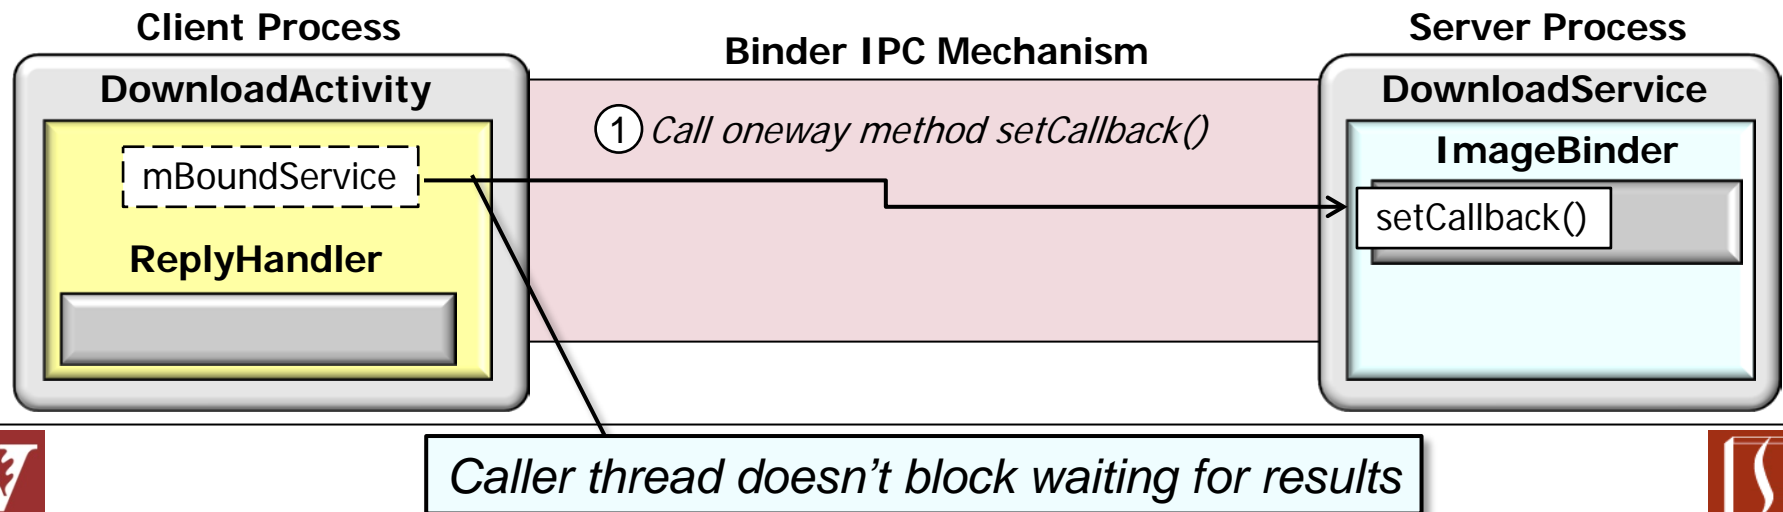 Client Process
Binder IPC Mechanism
Server Process
DownloadActivity
DownloadService
1 Call oneway method setCallback()
ImageBinder
mBoundService
setCallback()
ReplyHandler
Caller thread doesn't block waiting for results